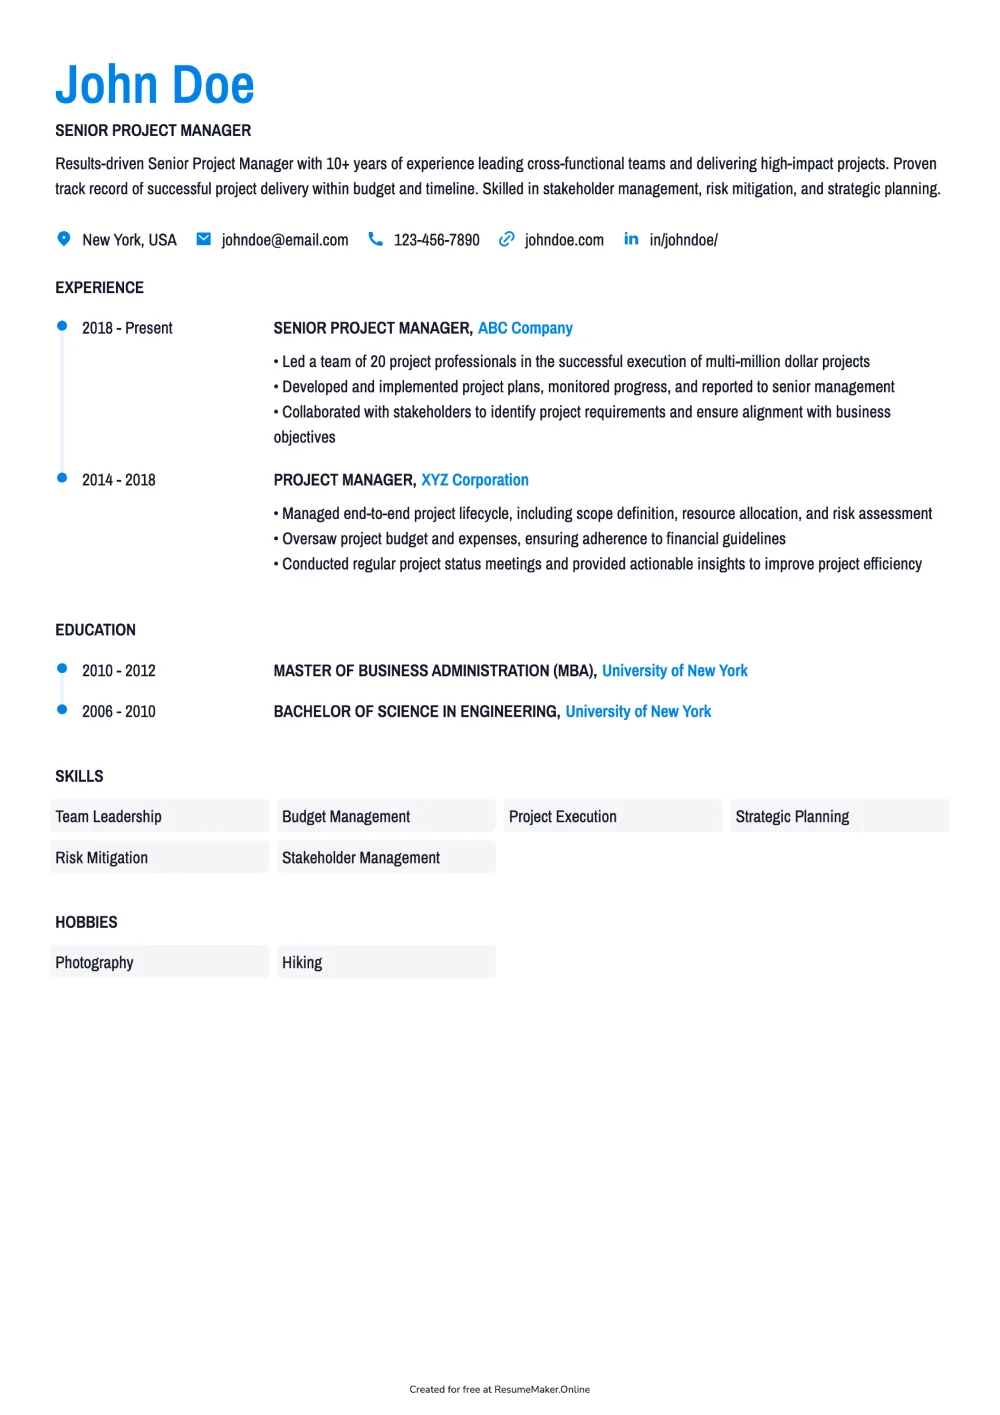 John Doe
SENIOR PROJECT MANAGER
Results-driven Senior Project Manager with 10+ years of experience leading cross-functional teams and delivering high-impact projects. Proven
track record of successful project delivery within budget and timeline. Skilled in stakeholder management, risk mitigation, and strategic planning.
New York, USA johndoe@email.com 123-456-7890 johndoe.com in/johndoe/
EXPERIENCE
2018 - Present SENIOR PROJECT MANAGER, ABC Company
• Led a team of 20 project professionals in the successful execution of multi-million dollar projects
• Developed and implemented project plans, monitored progress, and reported to senior management
• Collaborated with stakeholders to identify project requirements and ensure alignment with business
objectives
2014 - 2018 PROJECT MANAGER, XYZ Corporation
• Managed end-to-end project lifecycle, including scope definition, resource allocation, and risk assessment
• Oversaw project budget and expenses, ensuring adherence to financial guidelines
• Conducted regular project status meetings and provided actionable insights to improve project efficiency
EDUCATION
2010 - 2012 MASTER OF BUSINESS ADMINISTRATION (MBA), University of New York
2006 - 2010 BACHELOR OF SCIENCE IN ENGINEERING, University of New York
SKILLS
Team Leadership Budget Management Project Execution Strategic Planning
Risk Mitigation Stakeholder Management
HOBBIES
Photography Hiking
Created for free at ResumeMaker.Online